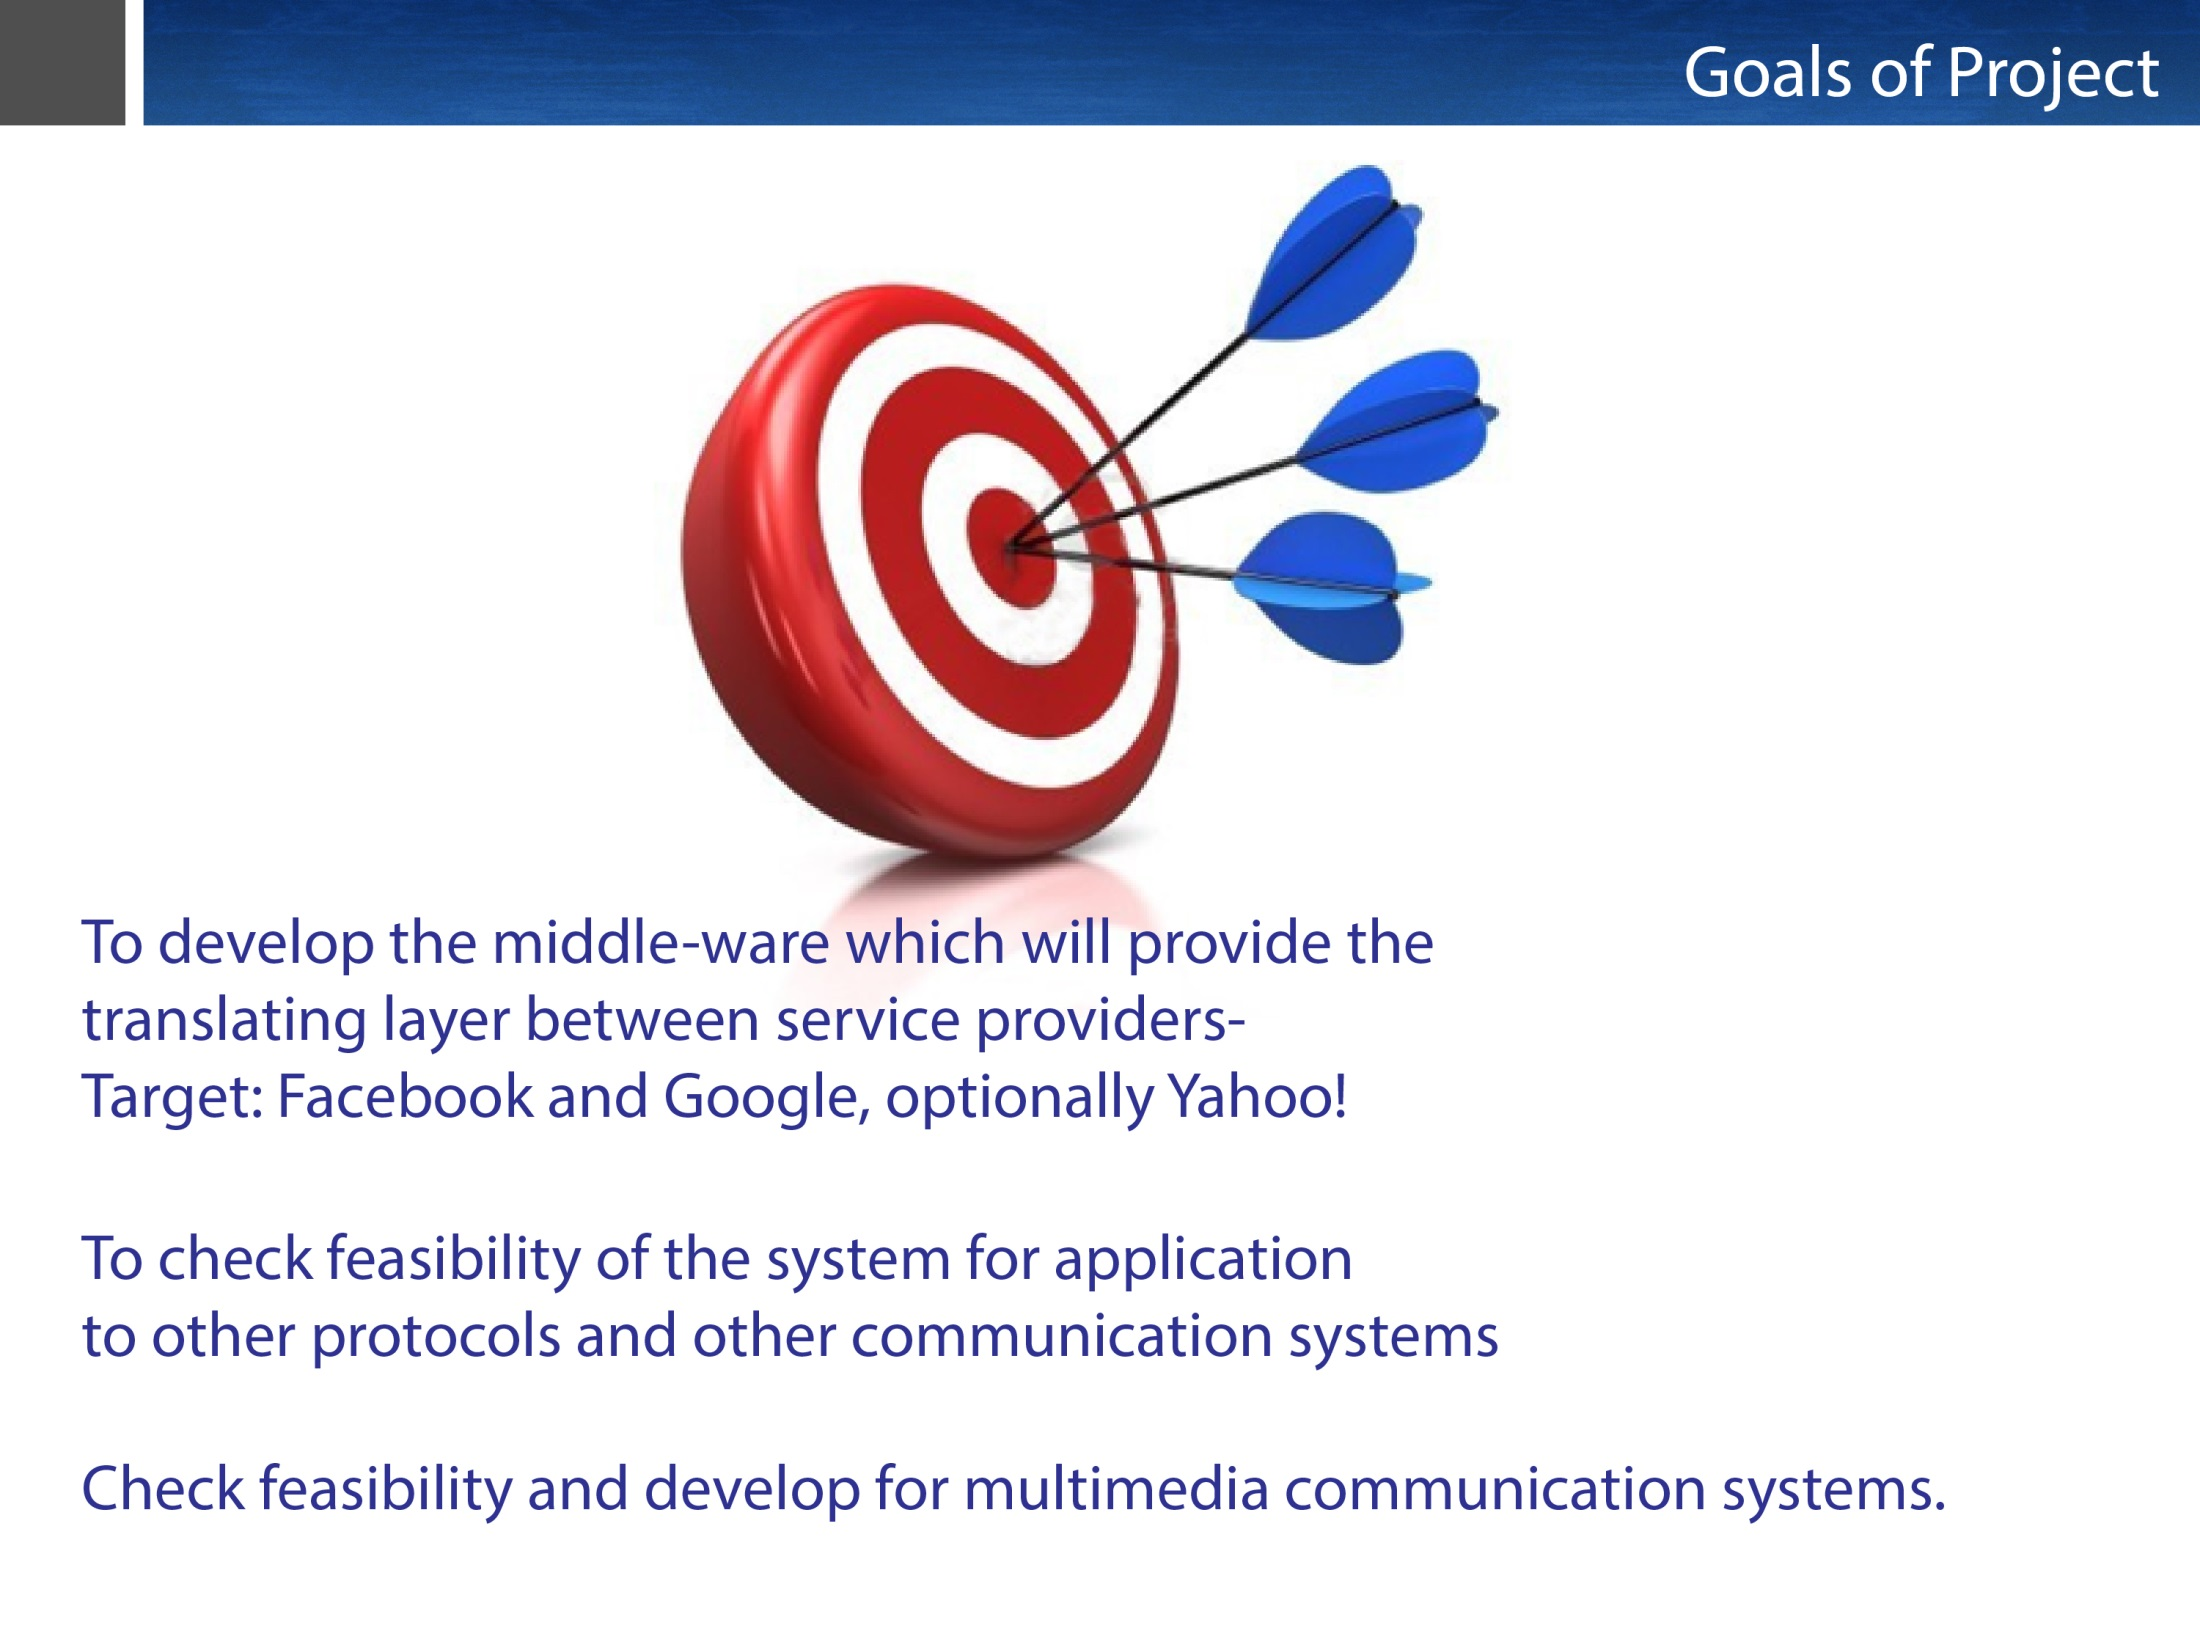 Goals of Project
To develop the middle-ware which will provide the
translating layer between service providers-
Target: Facebook and Google, optionally Yahoo!
To check feasibility of the system for application
to other protocols and other communication systems
Check feasibility and develop for multimedia communication systems.